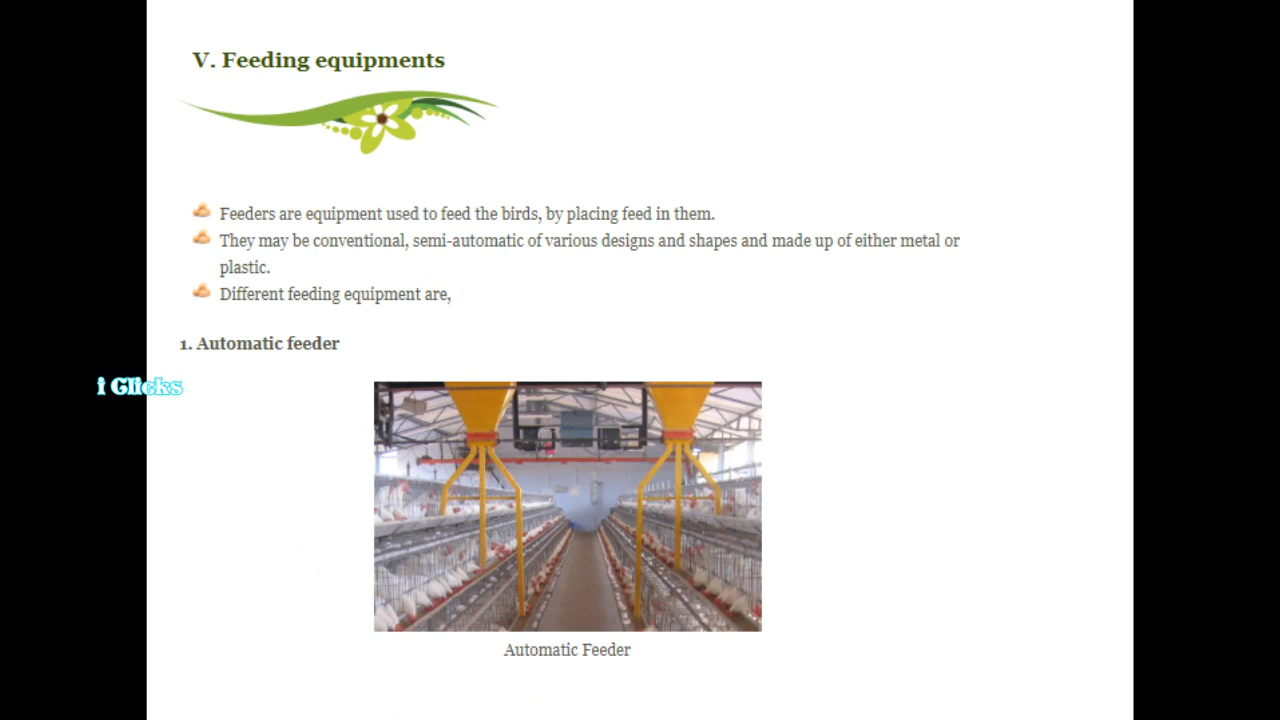 V. Feeding equipments
Feeders are equipment used to feed the birds, by placing feed in them.
They may be conventional, semi-automatic of various designs and shapes and made up of either metal or
plastic.
Different feeding equipment are,
1. Automatic feeder
i Clicks
Automatic Feeder